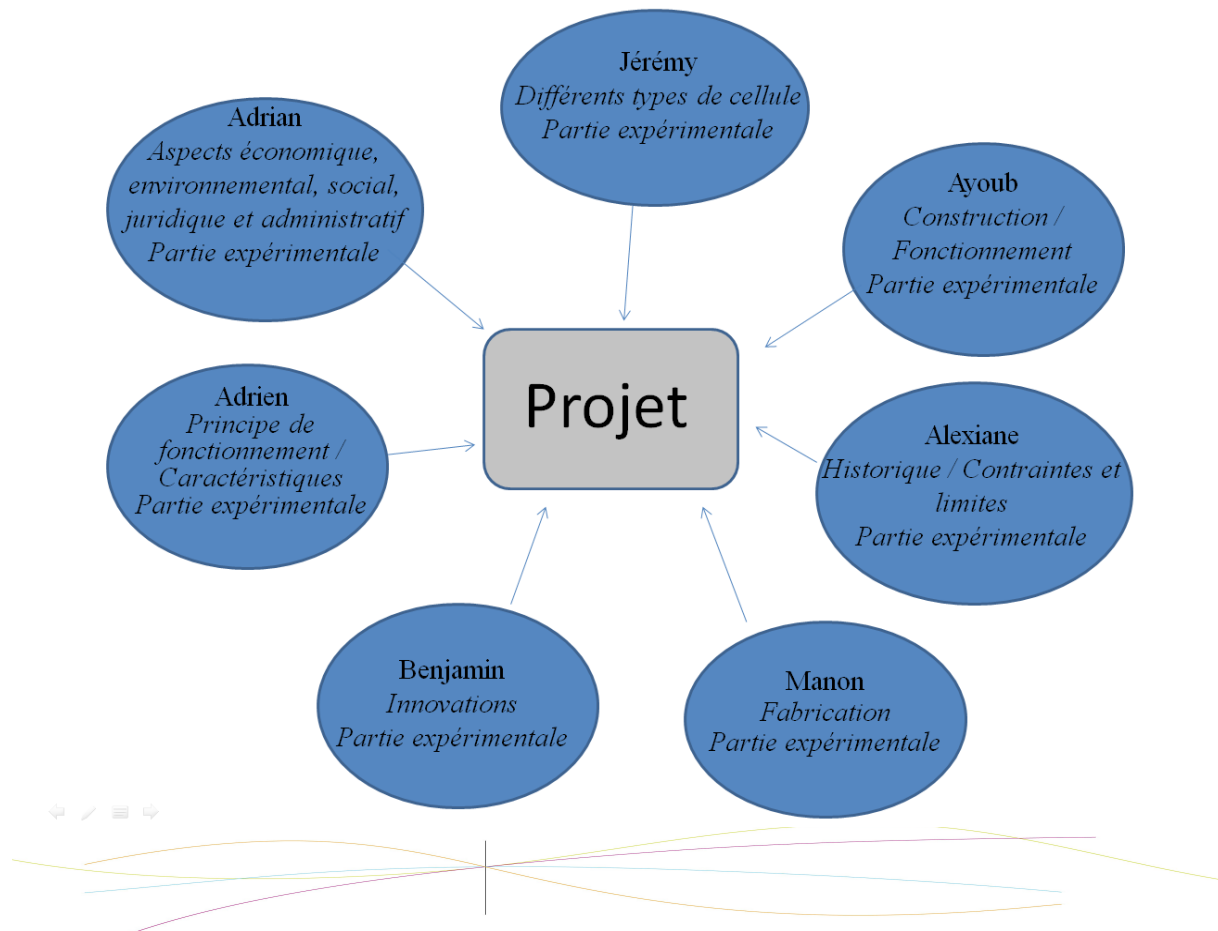 Jérémy
Différents types de cellule
Partie expérimentale
Adrian
Aspects économique,
environnemental, social,
juridique et administratif
Partie expérimentale
Ayoub
Construction /
Fonctionnement
Partie expérimentale
Projet
Adrien
Principe de
fonctionnement /
Caractéristiques
Partie expérimentale
Alexiane
Historique / Contraintes et
limites
Partie expérimentale
Benjamin
Innovations
Partie expérimentale
Manon
Fabrication
Partie expérimentale